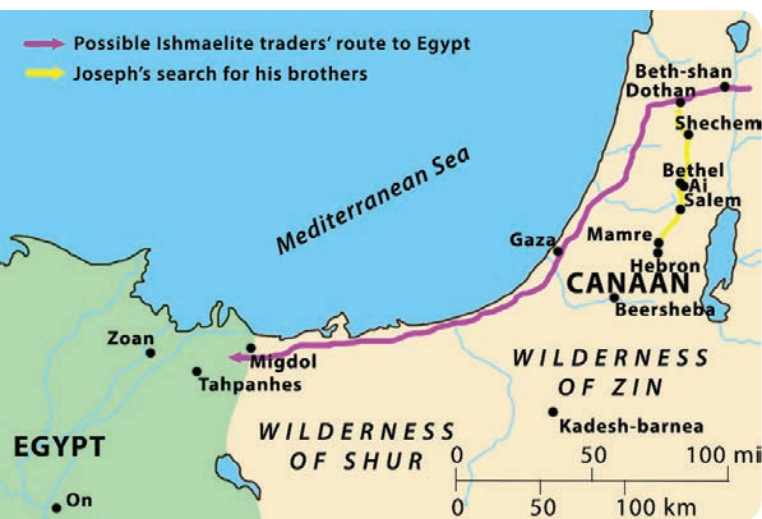 Possible Ishmaelite traders' route to Egypt
Joseph's search for his brothers
Mediterranean Sea
Beth-shan
Dothan
Shechem
Bethel
Ai
Salem
Gaza
Mamre
Hebron
CANAAN
Beersheba
Zoan
Migdol
Tahpanhes
WILDERNESS
OF ZIN
Kadesh-barnea
WILDERNESS
OF SHUR
EGYPT
On
0 50 100 mi
0 50 100 km